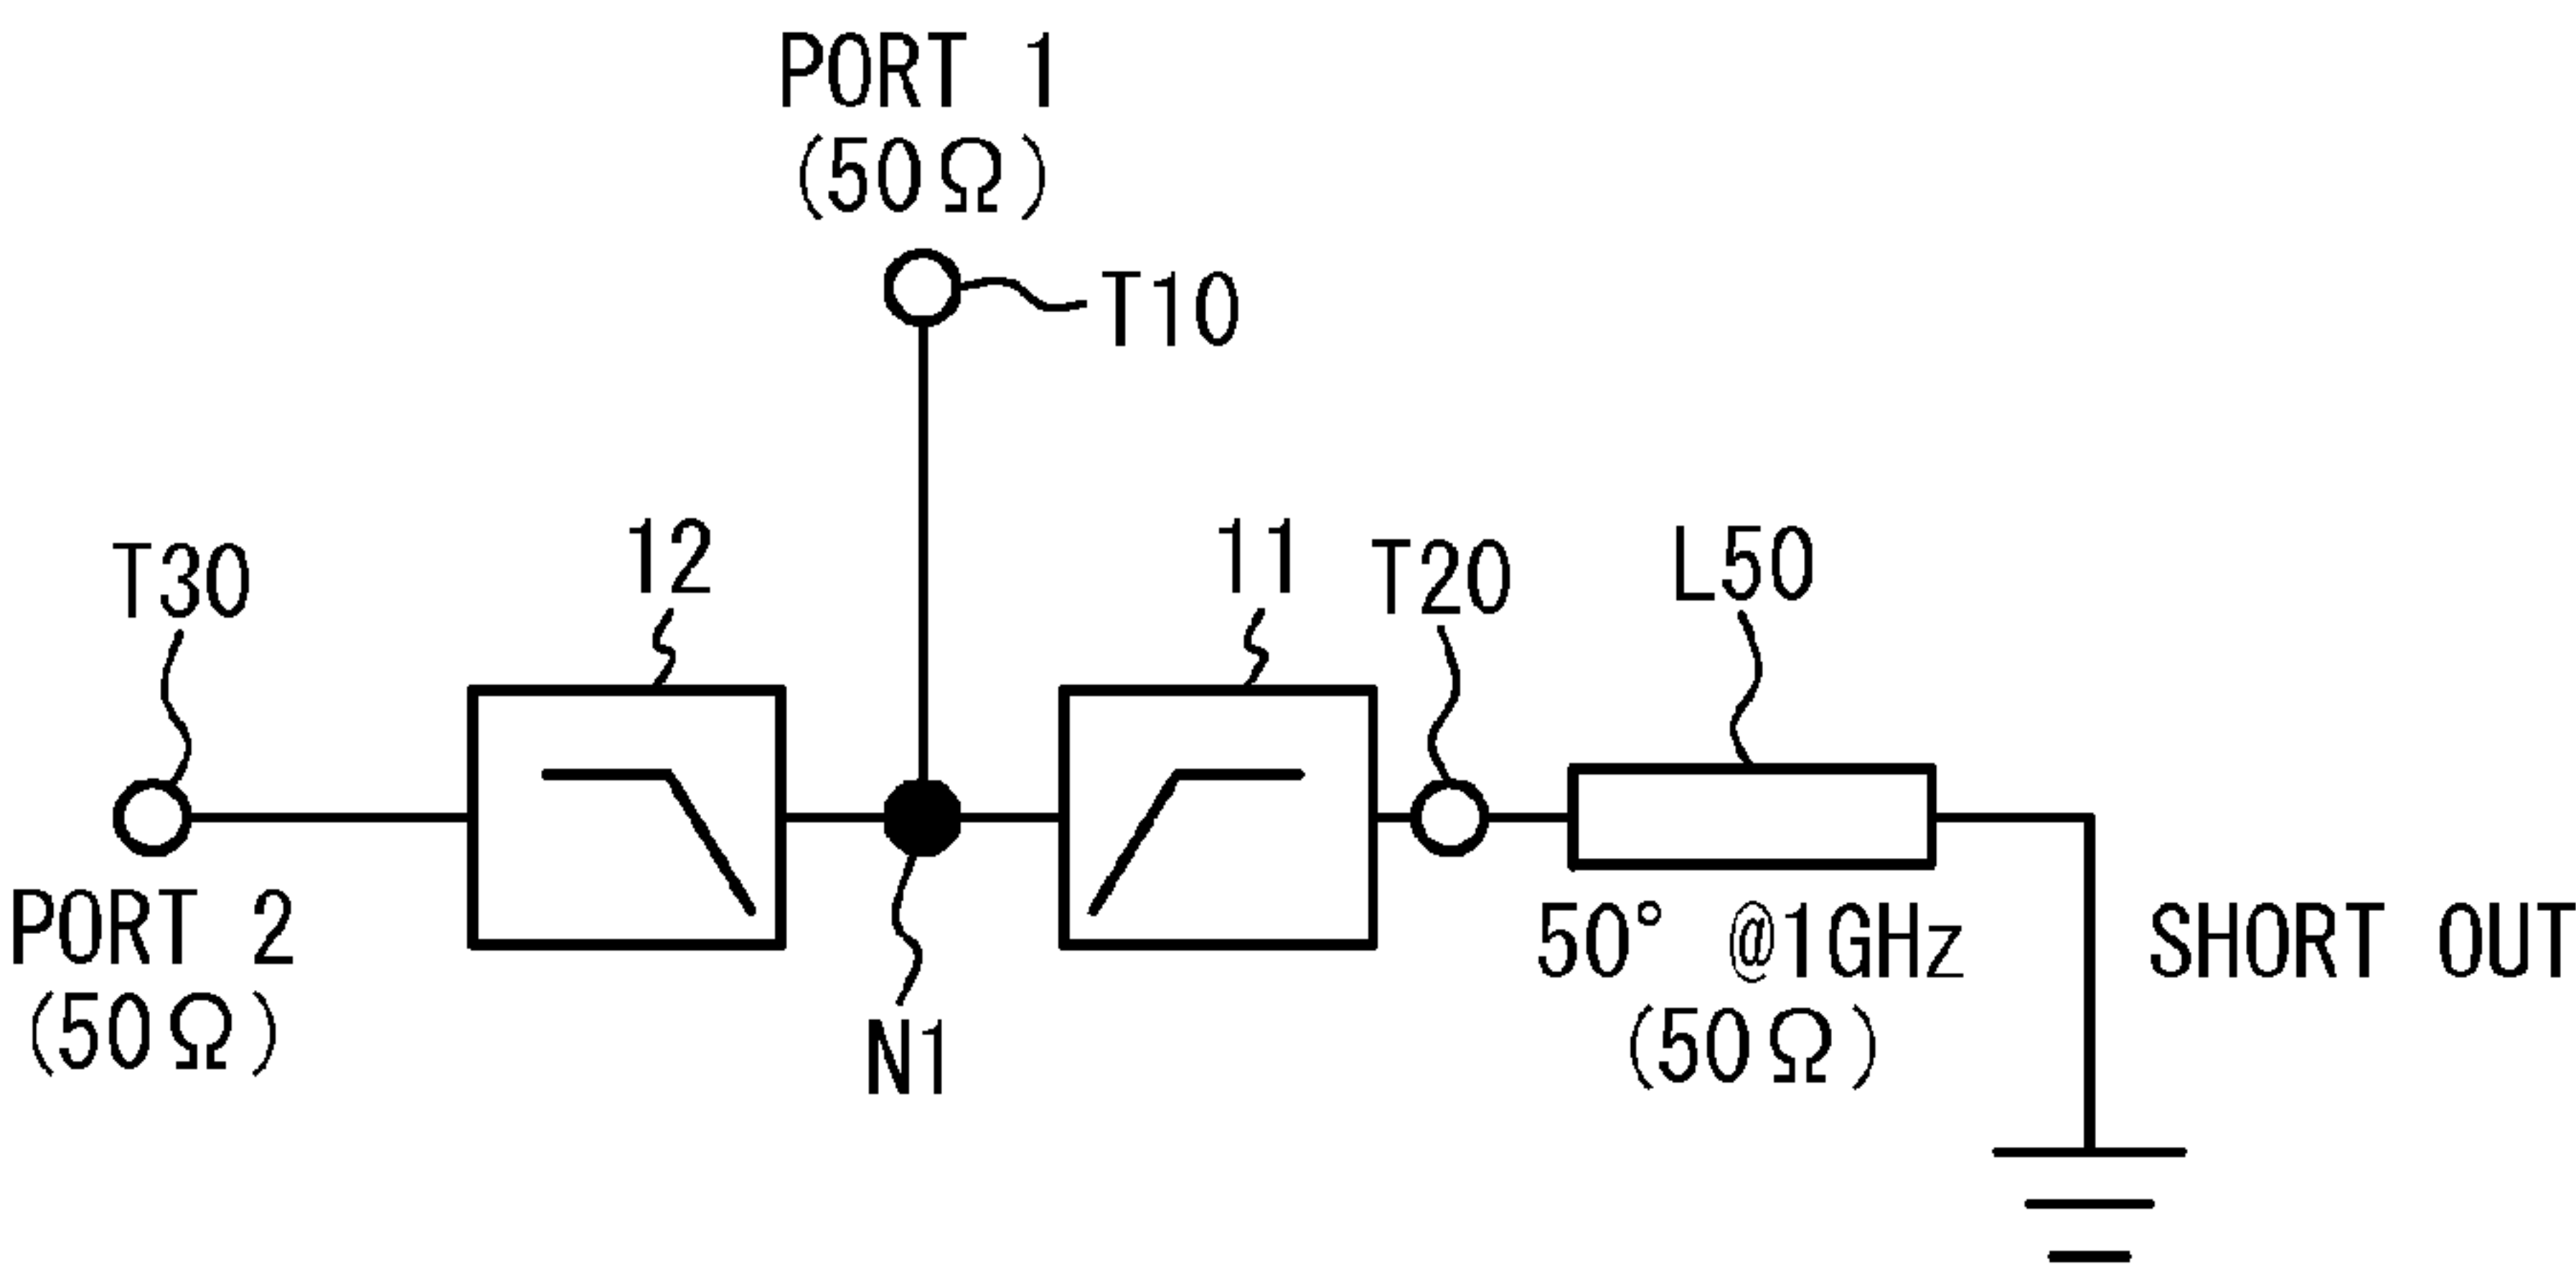 PORT 1
(50Ω)
T10
T30
12
11
T20
L50
PORT 2
(50Ω)
N1
50° @1GHz
(50Ω)
SHORT OUT